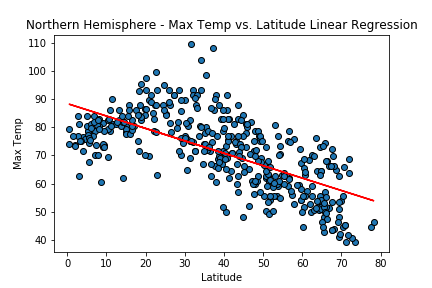 Northern Hemisphere - Max Temp vs. Latitude Linear Regression
110
100
90
80
70
60
50
40
Max Temp
0 10 20 30 40 50 60 70 80
Latitude